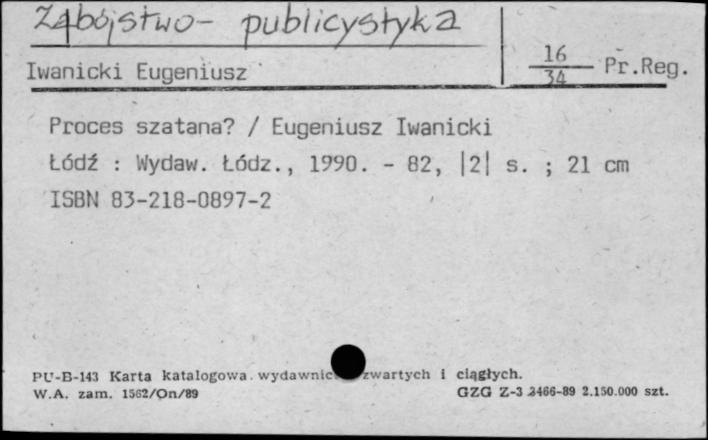 Zabójstwo- publicystyka
Iwanicki Eugeniusz
16
34 Pr.Reg.
Proces szatana? / Eugeniusz Iwanicki
Łódź : Wydaw. Łódz., 1990. - 82, |2| s. ; 21 cm
ISBN 83-218-0897-2
PU-B-143 Karta katalogowa wydawnic zwartych i ciągłych.
W.A. zam. 1562/On/89 GZG Z-3 3466-89 2.150.000 szt.